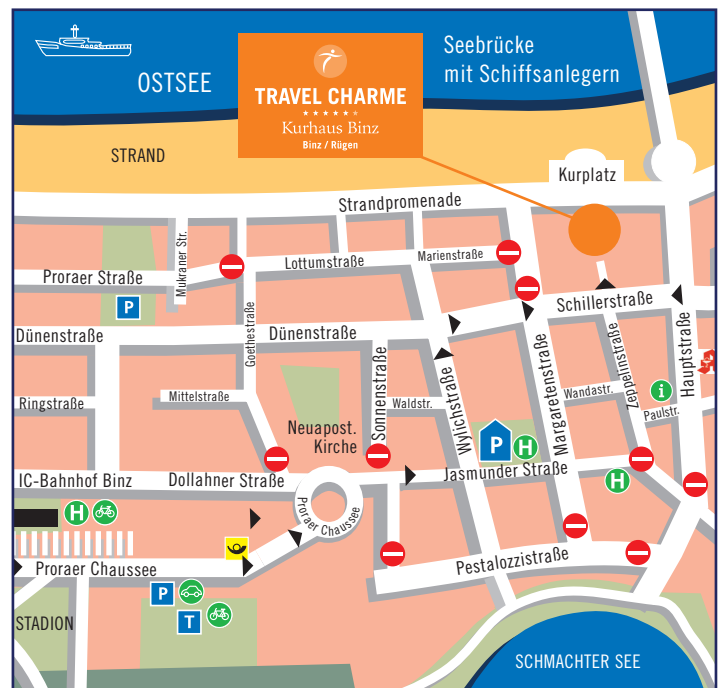 Seebrücke
mit Schiffsanlegern
OSTSEE
TRAVEL CHARME
Kurhaus Binz
Binz / Rügen
STRAND
Kurplatz
Strandpromenade
Mukraner Str.
Lottumstraße
Marienstraße
Proraer Straße
P
Schillerstraße
Dünenstraße
Dünenstraße
Goethestraße
Sonnenstraße
Wylichstraße
Margaretenstraße
Zeppelinstraße
Hauptstraße
Ringstraße
Mittelstraße
Waldstr.
Wandastr.
i
Paulstr.
Neuapost.
Kirche
P
H
IC-Bahnhof Binz
Dollahner Straße
Jasmunder Straße
H
H
Proraer Chaussee
Proraer Chaussee
Pestalozzistraße
P
T
STADION
SCHMACHTER SEE